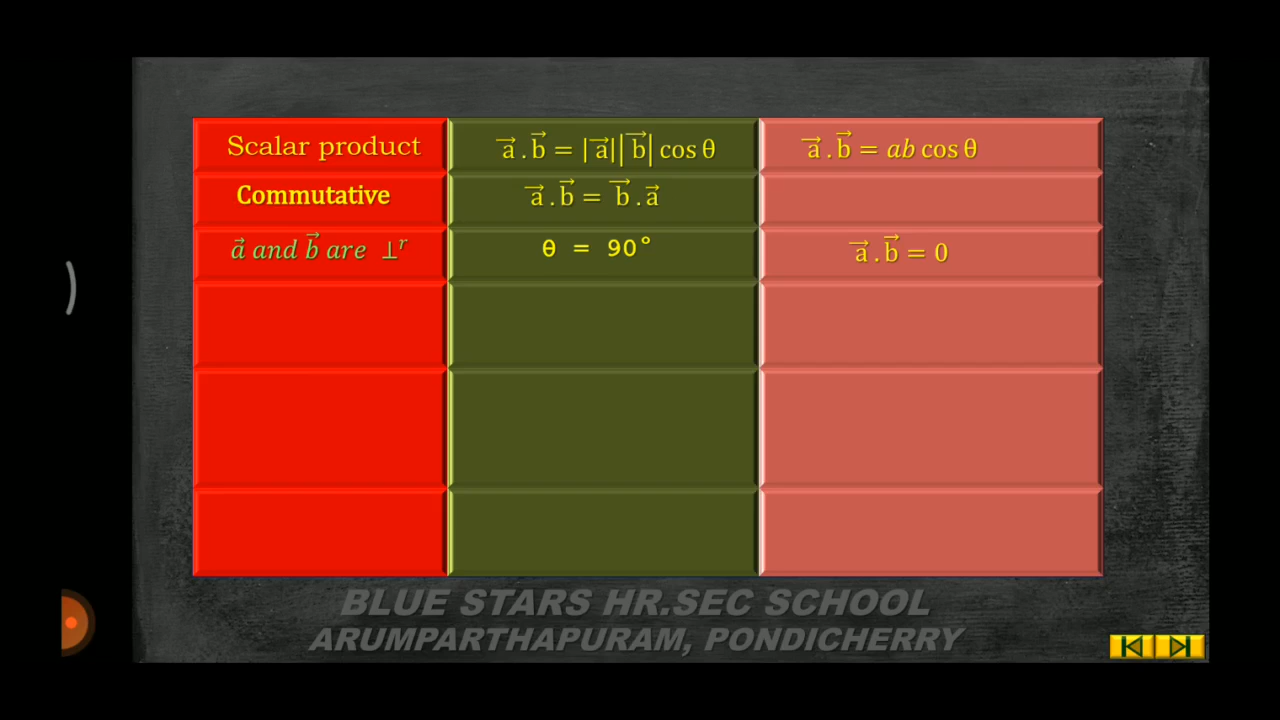 Scalar product  a⃗ . b⃗ = |a⃗||b⃗| cos θ  a⃗ . b⃗ = ab cos θ
Commutative  a⃗ . b⃗ = b⃗ . a⃗
a⃗ and b⃗ are ⊥ʳ  θ = 90°  a⃗ . b⃗ = 0
BLUE STARS HR.SEC SCHOOL
ARUMPARTHAPURAM, PONDICHERRY